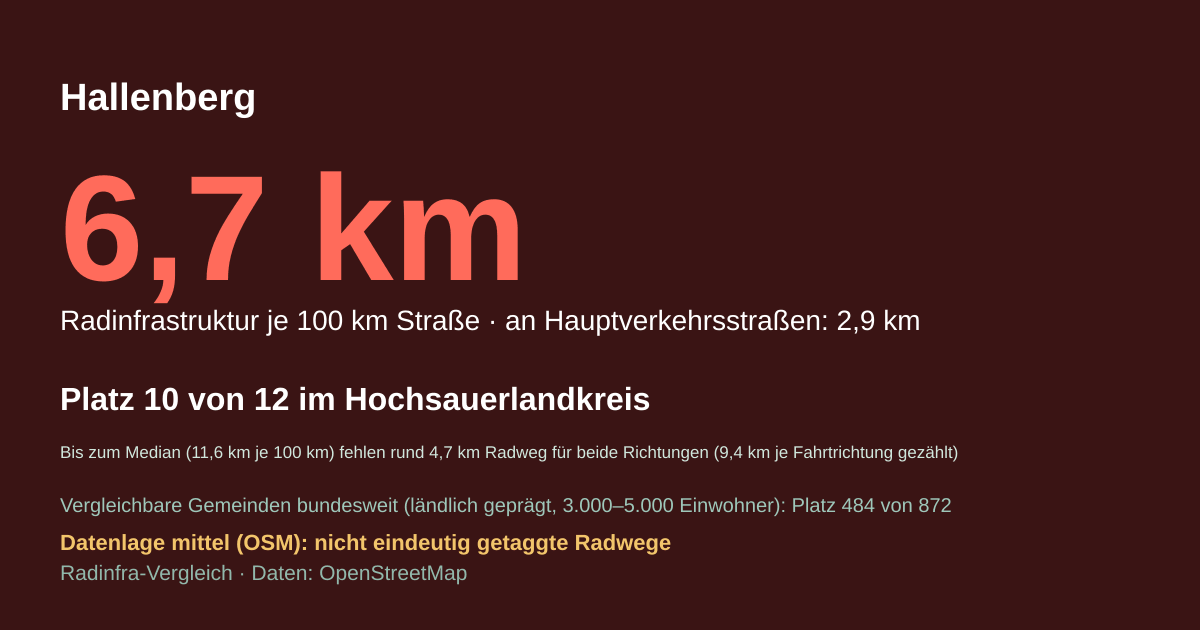 Hallenberg
6,7 km
Radinfrastruktur je 100 km Straße · an Hauptverkehrsstraßen: 2,9 km
Platz 10 von 12 im Hochsauerlandkreis
Bis zum Median (11,6 km je 100 km) fehlen rund 4,7 km Radweg für beide Richtungen (9,4 km je Fahrtrichtung gezählt)
Vergleichbare Gemeinden bundesweit (ländlich geprägt, 3.000–5.000 Einwohner): Platz 484 von 872
Datenlage mittel (OSM): nicht eindeutig getaggte Radwege
Radinfra-Vergleich · Daten: OpenStreetMap